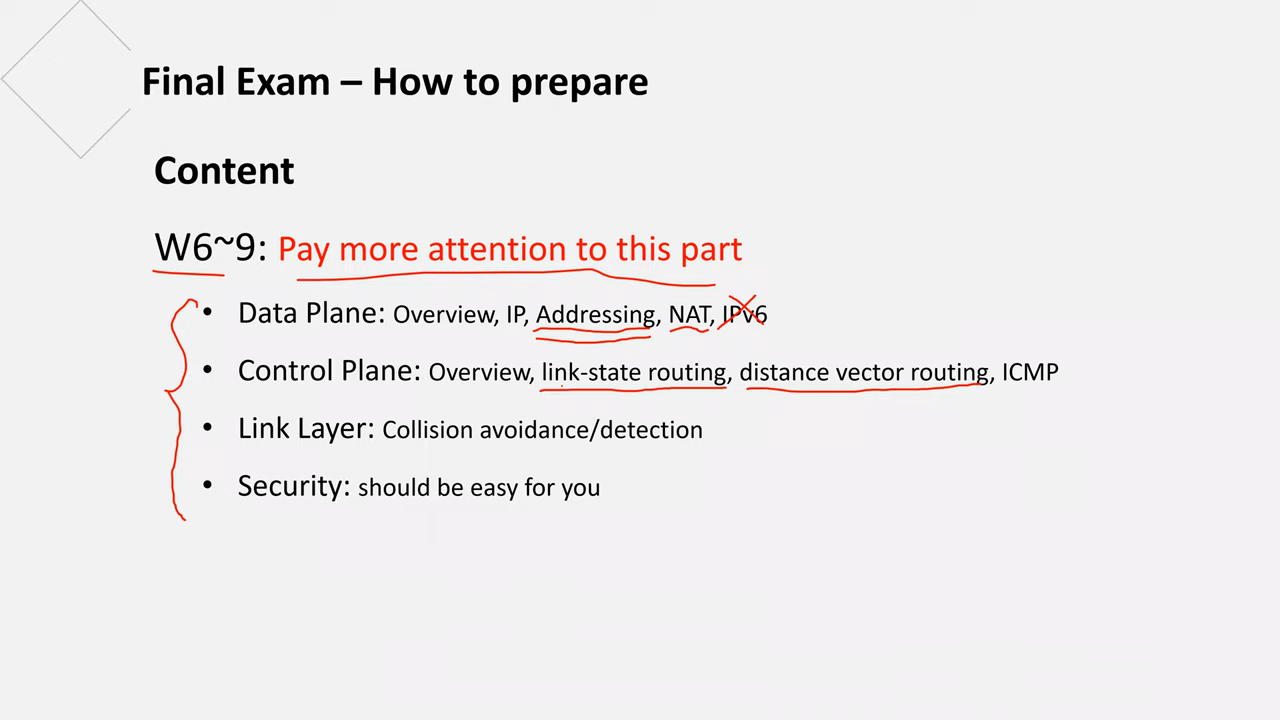 Final Exam – How to prepare
Content
W6~9: Pay more attention to this part
• Data Plane: Overview, IP, Addressing, NAT, IPv6
• Control Plane: Overview, link-state routing, distance vector routing, ICMP
• Link Layer: Collision avoidance/detection
• Security: should be easy for you